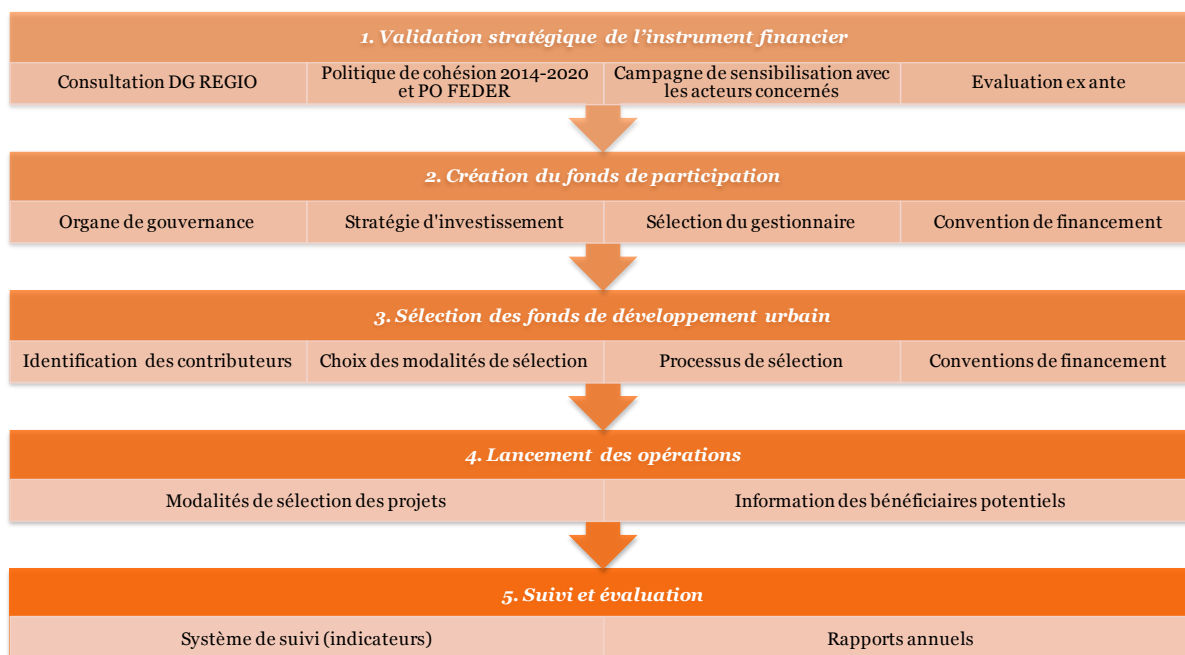 1. Validation stratégique de l'instrument financier
Consultation DG REGIO
Politique de cohésion 2014-2020
et PO FEDER
Campagne de sensibilisation avec
les acteurs concernés
Evaluation ex ante
2. Création du fonds de participation
Organe de gouvernance
Stratégie d'investissement
Sélection du gestionnaire
Convention de financement
3. Sélection des fonds de développement urbain
Identification des contributeurs
Choix des modalités de sélection
Processus de sélection
Conventions de financement
4. Lancement des opérations
Modalités de sélection des projets
Information des bénéficiaires potentiels
5. Suivi et évaluation
Système de suivi (indicateurs)
Rapports annuels